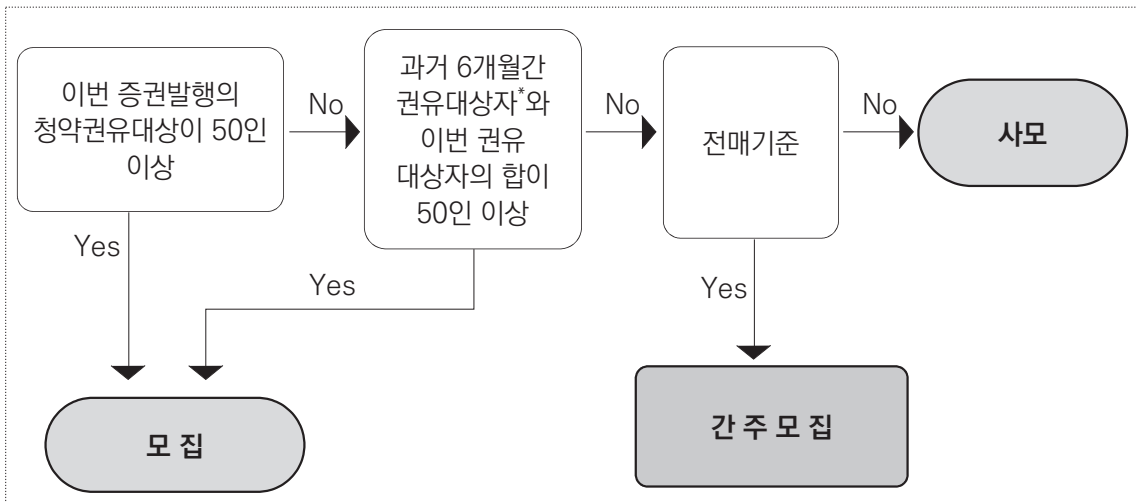 이번 증권발행의
청약권유대상이 50인
이상
No
과거 6개월간
권유대상자*와
이번 권유
대상자의 합이
50인 이상
No
전매기준
No
사모
Yes
Yes
Yes
모 집
간 주 모 집